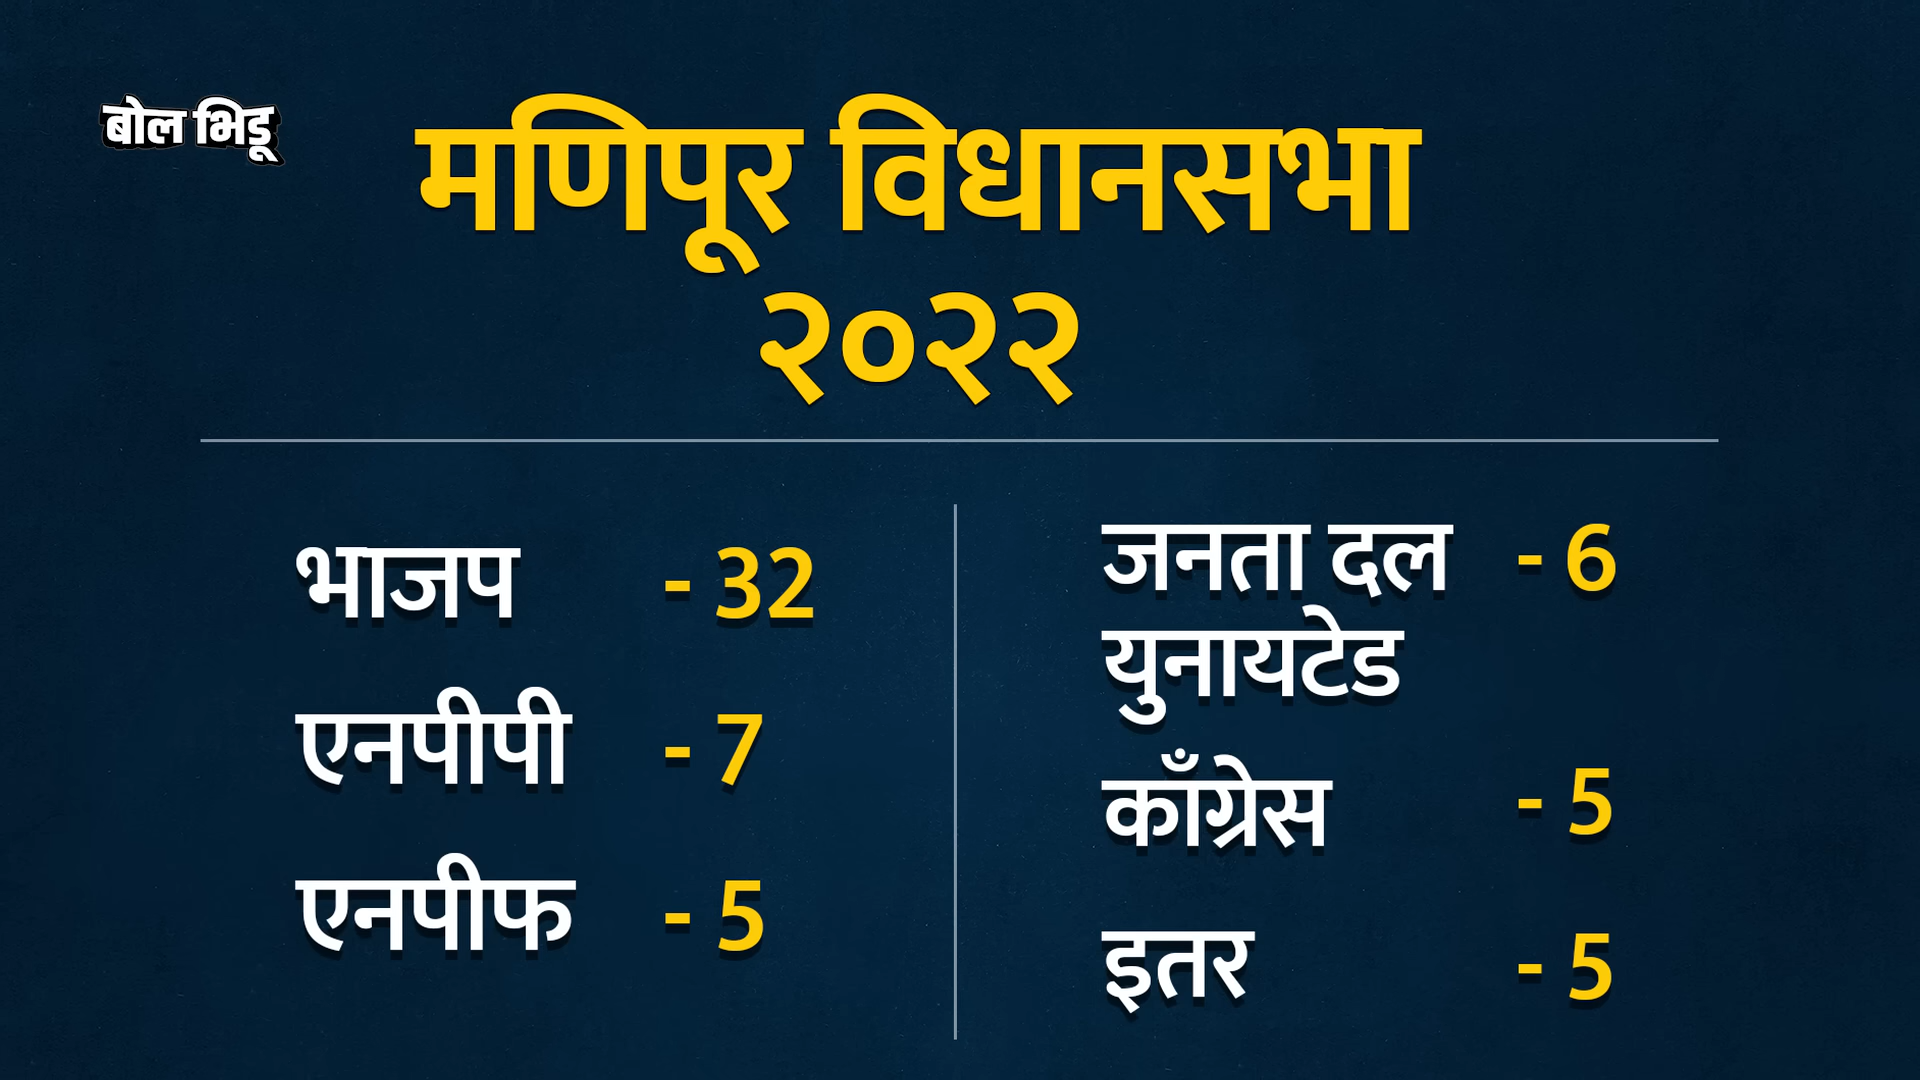 बोल भिडू
मणिपूर विधानसभा
२०२२
भाजप - 32
एनपीपी - 7
एनपीफ - 5
जनता दल - 6
युनायटेड
काँग्रेस - 5
इतर - 5